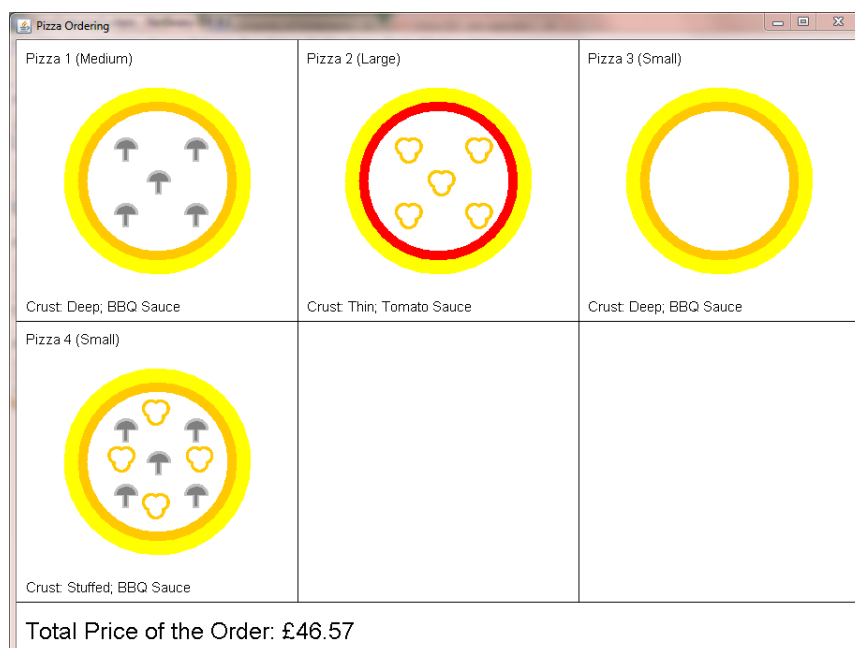 Pizza Ordering
Pizza 1 (Medium)
Pizza 2 (Large)
Pizza 3 (Small)
Crust: Deep; BBQ Sauce
Crust: Thin; Tomato Sauce
Crust: Deep; BBQ Sauce
Pizza 4 (Small)
Crust: Stuffed; BBQ Sauce
Total Price of the Order: £46.57